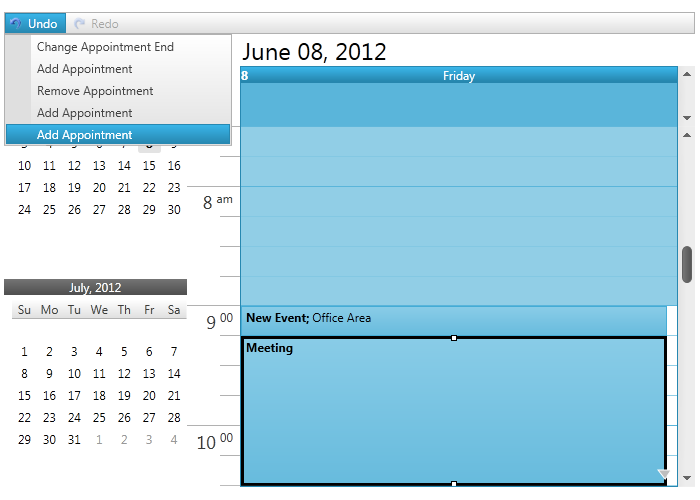 Undo Redo
Change Appointment End
Add Appointment
Remove Appointment
Add Appointment
Add Appointment
June 08, 2012
8 Friday
10 11 12 13 14 15 16
17 18 19 20 21 22 23
24 25 26 27 28 29 30
8 am
July, 2012
Su Mo Tu We Th Fr Sa
1 2 3 4 5 6 7
8 9 10 11 12 13 14
15 16 17 18 19 20 21
22 23 24 25 26 27 28
29 30 31 1 2 3 4
9 00
New Event; Office Area
Meeting
10 00